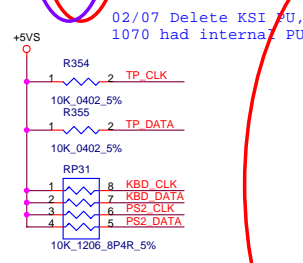 02/07 Delete KSI PU,
1070 had internal PU
+5VS
R354
1 2 TP_CLK
10K_0402_5%
R355
1 2 TP_DATA
10K_0402_5%
RP31
1 8 KBD_CLK
2 7 KBD_DATA
3 6 PS2_CLK
4 5 PS2_DATA
10K_1206_8P4R_5%